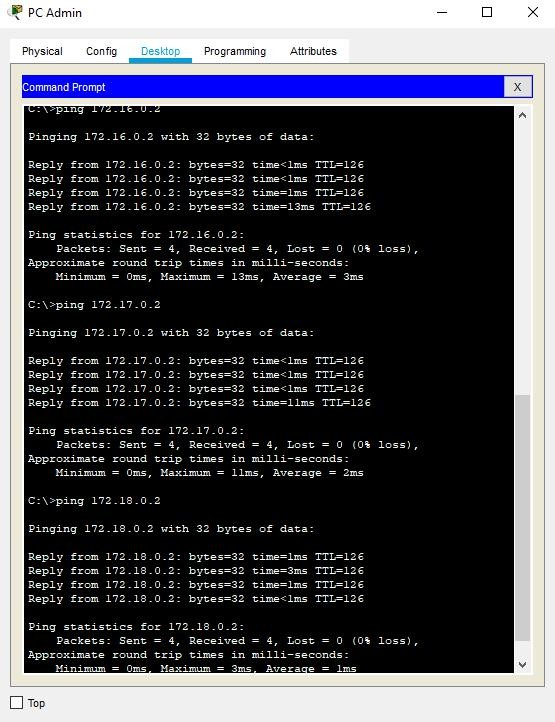 PC Admin
Physical Config Desktop Programming Attributes
Command Prompt X
C:\>ping 172.16.0.2
Pinging 172.16.0.2 with 32 bytes of data:
Reply from 172.16.0.2: bytes=32 time<1ms TTL=126
Reply from 172.16.0.2: bytes=32 time<1ms TTL=126
Reply from 172.16.0.2: bytes=32 time=1ms TTL=126
Reply from 172.16.0.2: bytes=32 time=13ms TTL=126
Ping statistics for 172.16.0.2:
Packets: Sent = 4, Received = 4, Lost = 0 (0% loss),
Approximate round trip times in milli-seconds:
Minimum = 0ms, Maximum = 13ms, Average = 3ms
C:\>ping 172.17.0.2
Pinging 172.17.0.2 with 32 bytes of data:
Reply from 172.17.0.2: bytes=32 time<1ms TTL=126
Reply from 172.17.0.2: bytes=32 time<1ms TTL=126
Reply from 172.17.0.2: bytes=32 time<1ms TTL=126
Reply from 172.17.0.2: bytes=32 time=11ms TTL=126
Ping statistics for 172.17.0.2:
Packets: Sent = 4, Received = 4, Lost = 0 (0% loss),
Approximate round trip times in milli-seconds:
Minimum = 0ms, Maximum = 11ms, Average = 2ms
C:\>ping 172.18.0.2
Pinging 172.18.0.2 with 32 bytes of data:
Reply from 172.18.0.2: bytes=32 time=1ms TTL=126
Reply from 172.18.0.2: bytes=32 time=3ms TTL=126
Reply from 172.18.0.2: bytes=32 time=1ms TTL=126
Reply from 172.18.0.2: bytes=32 time<1ms TTL=126
Ping statistics for 172.18.0.2:
Packets: Sent = 4, Received = 4, Lost = 0 (0% loss),
Approximate round trip times in milli-seconds:
Minimum = 0ms, Maximum = 3ms, Average = 1ms
Top